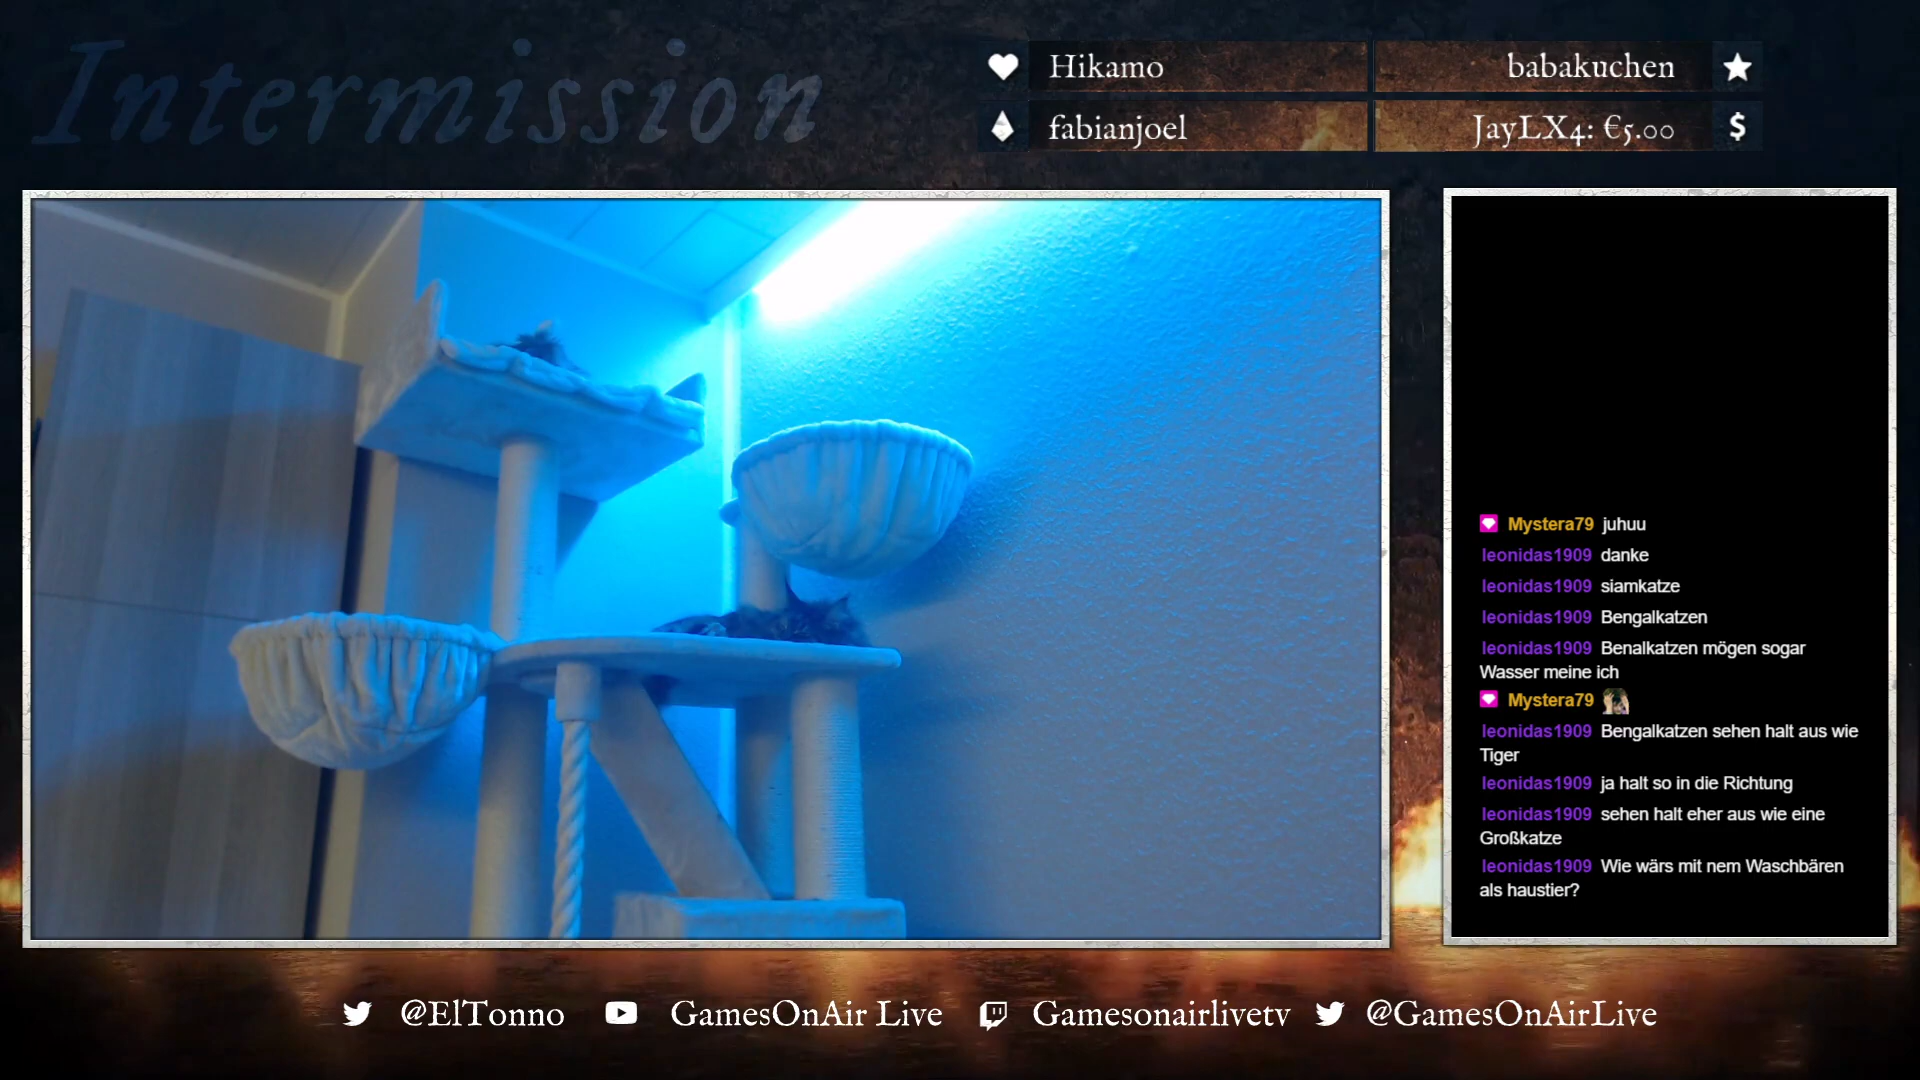 Intermission
Hikamo
babakuchen
fabianjoel
JayLX4: €5.00
$
Mystera79 juhuu
leonidas1909 danke
leonidas1909 siamkatze
leonidas1909 Bengalkatzen
leonidas1909 Benalkatzen mögen sogar
Wasser meine ich
Mystera79
leonidas1909 Bengalkatzen sehen halt aus wie
Tiger
leonidas1909 ja halt so in die Richtung
leonidas1909 sehen halt eher aus wie eine
Großkatze
leonidas1909 Wie wärs mit nem Waschbären
als haustier?
@ElTonno GamesOnAir Live Gamesonairlivetv @GamesOnAirLive